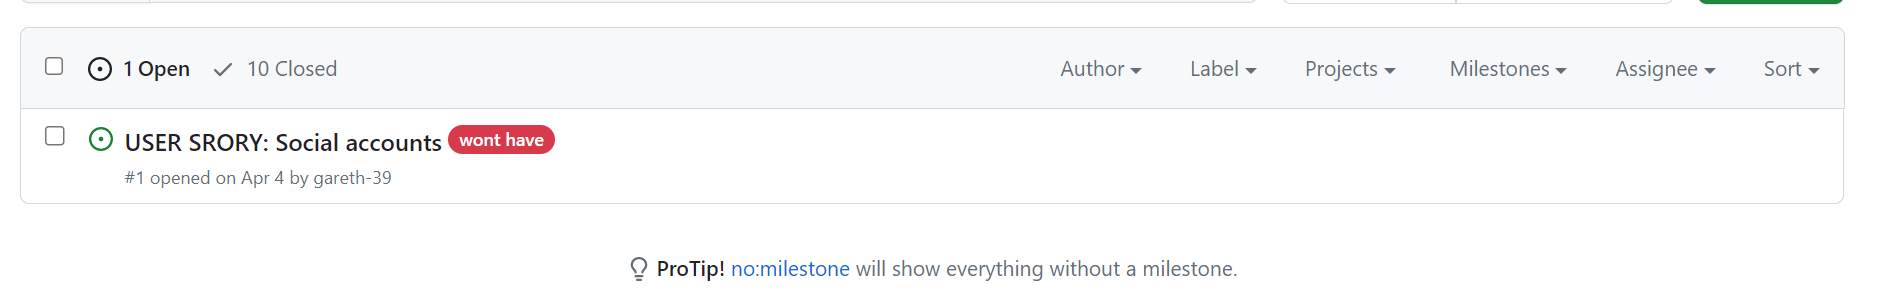 1 Open 10 Closed Author Label Projects Milestones Assignee Sort
USER SRORY: Social accounts wont have
#1 opened on Apr 4 by gareth-39
ProTip! no:milestone will show everything without a milestone.